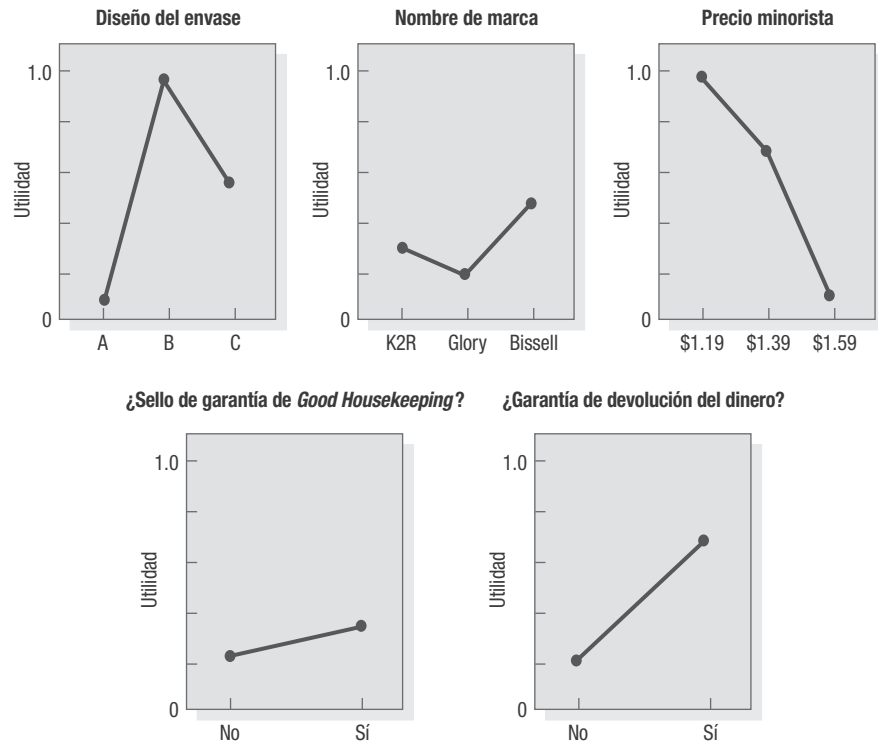 Diseño del envase
1.0
Utilidad
0
A B C
Nombre de marca
1.0
Utilidad
0
K2R Glory Bissell
Precio minorista
1.0
Utilidad
0
$1.19 $1.39 $1.59
¿Sello de garantía de Good Housekeeping?
1.0
Utilidad
0
No Sí
¿Garantía de devolución del dinero?
1.0
Utilidad
0
No Sí